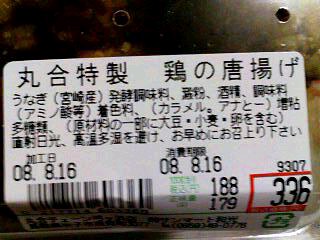 丸合特製 鶏の唐揚げ
うなぎ(宮崎産)発酵調味料、澱粉、酒精、調味料
(アミノ酸等)着色料、(カラメル。アナトー)増粘
多糖類、(原材料の一部に大豆・小麦・卵を含む)
直射日光、高温多湿を避け、お早めにお召上り下さい
加工日 消費期限
08. 8.16 08. 8.16 9307
188
179
336